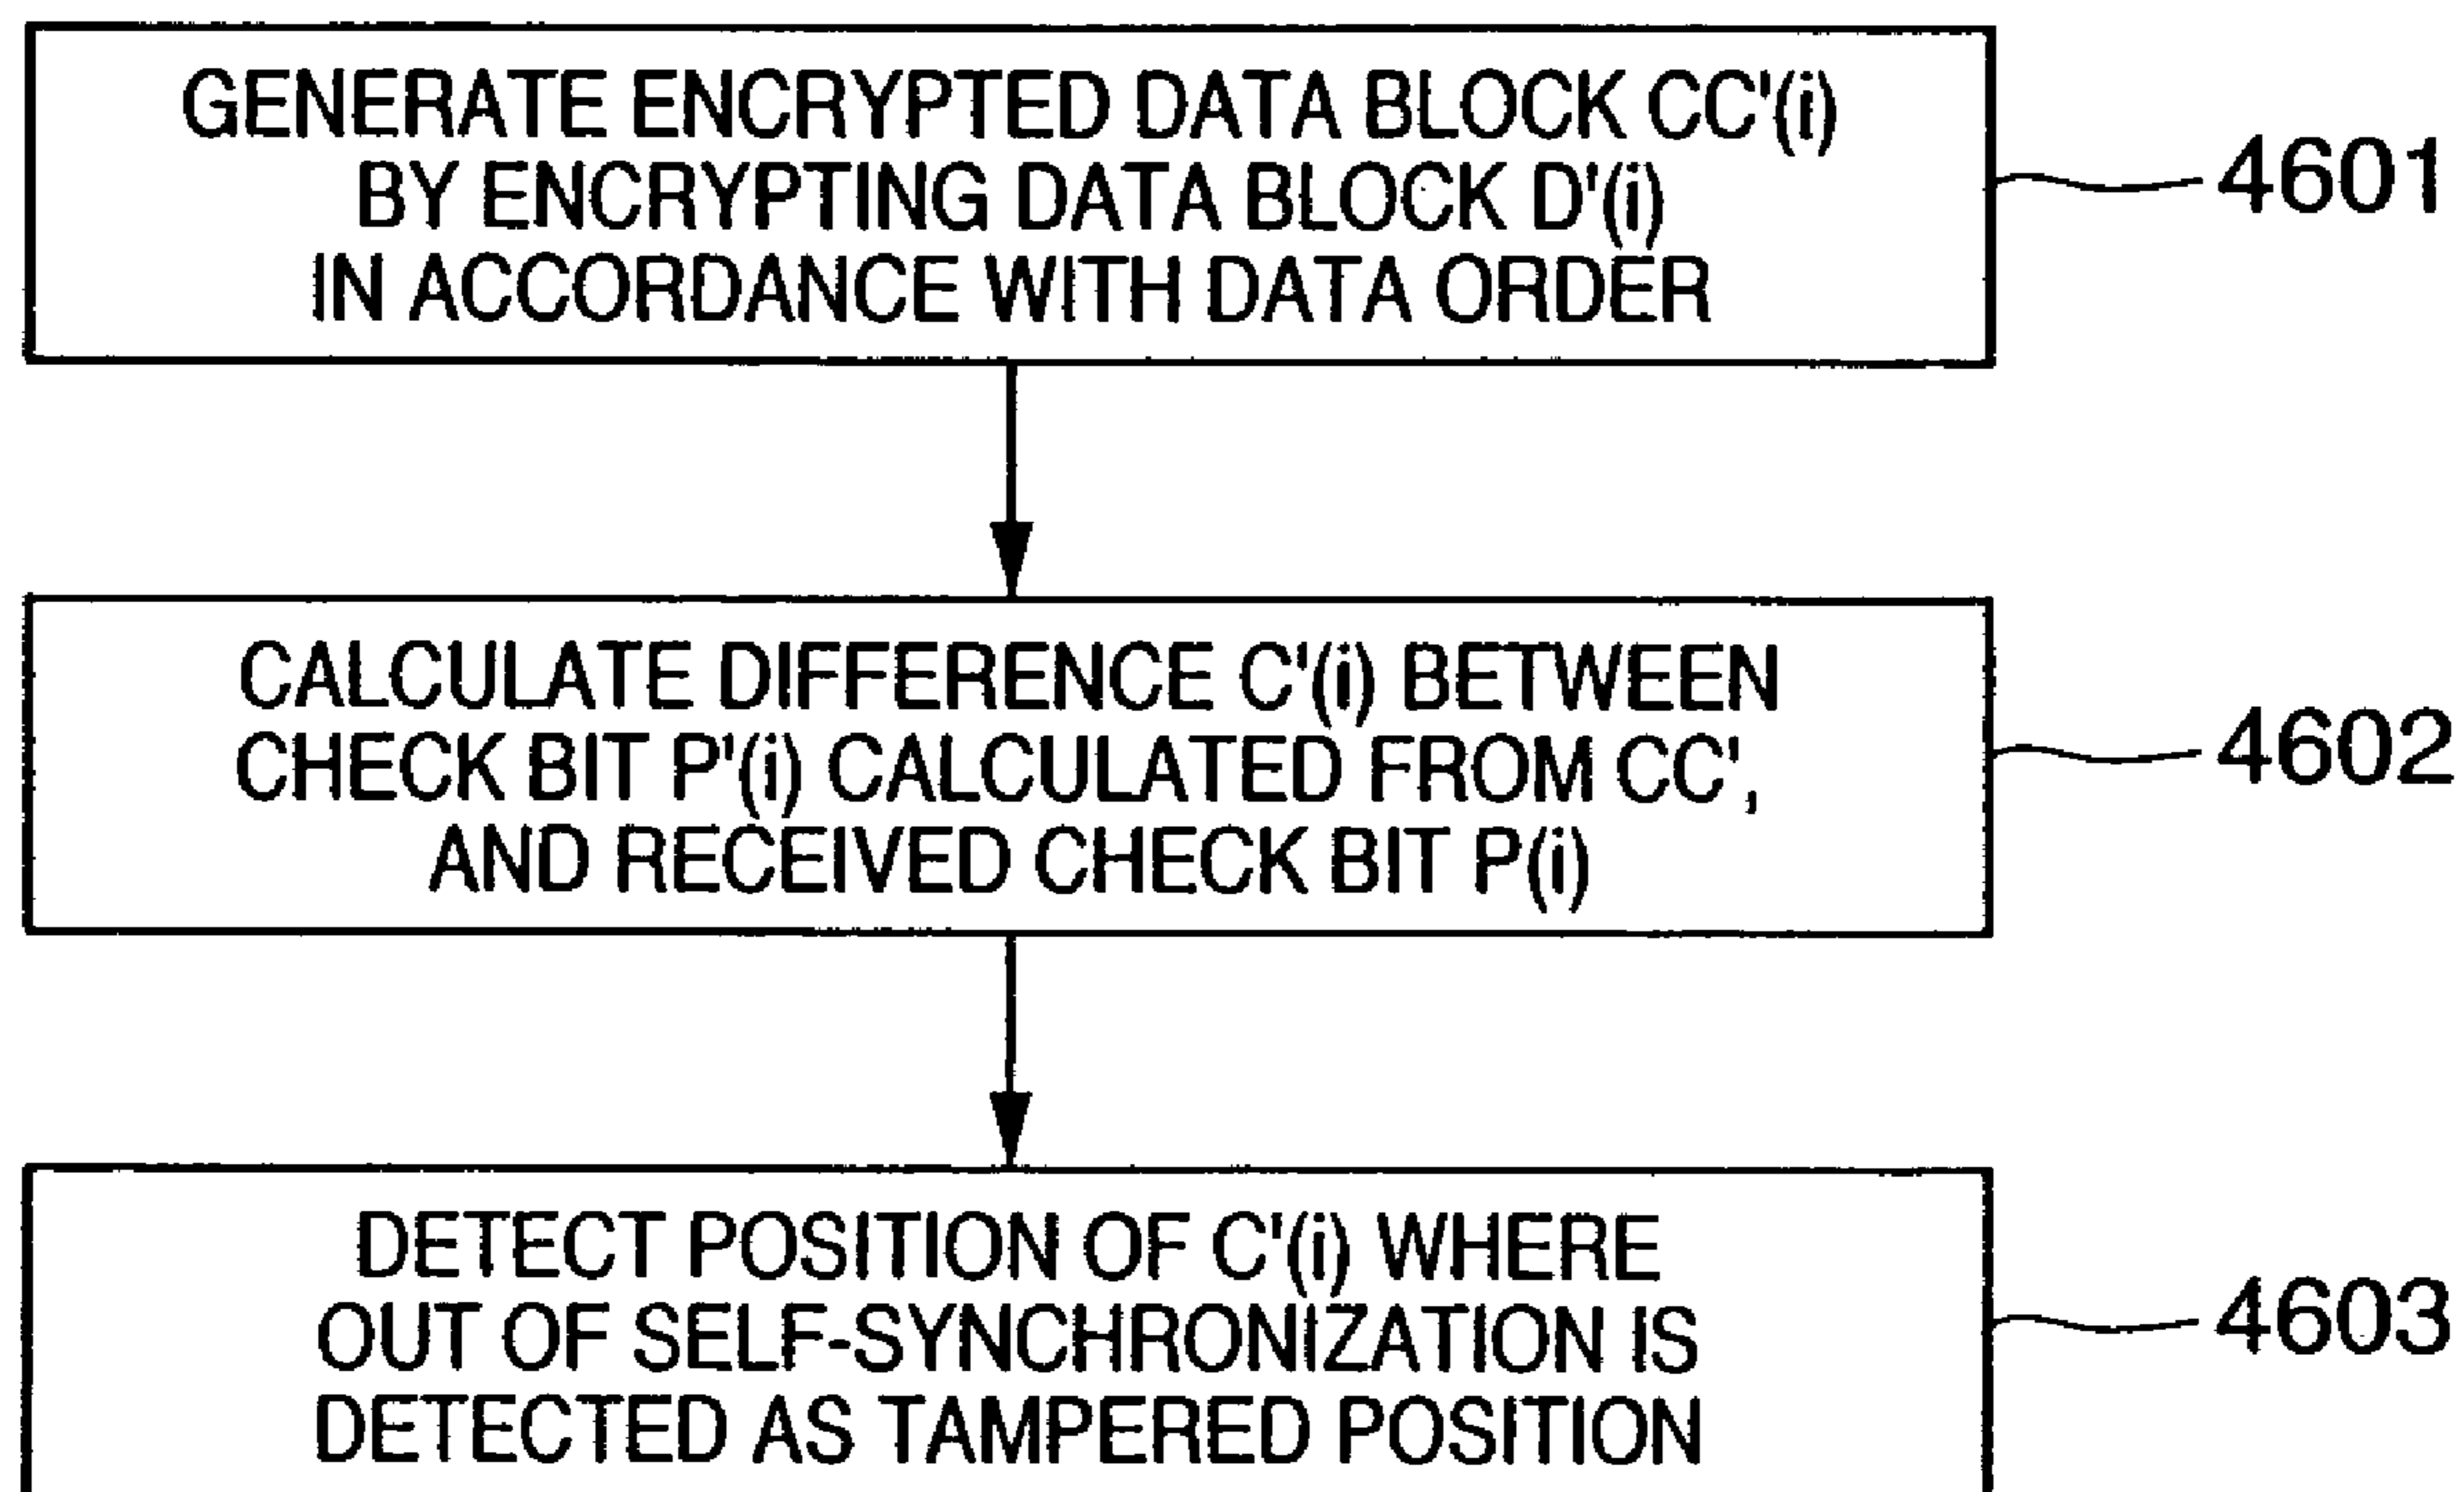 GENERATE ENCRYPTED DATA BLOCK CC'(i)
BY ENCRYPTING DATA BLOCK D'(i)
IN ACCORDANCE WITH DATA ORDER
4601
CALCULATE DIFFERENCE C'(i) BETWEEN
CHECK BIT P'(i) CALCULATED FROM CC',
AND RECEIVED CHECK BIT P(i)
4602
DETECT POSITION OF C'(i) WHERE
OUT OF SELF-SYNCHRONIZATION IS
DETECTED AS TAMPERED POSITION
4603